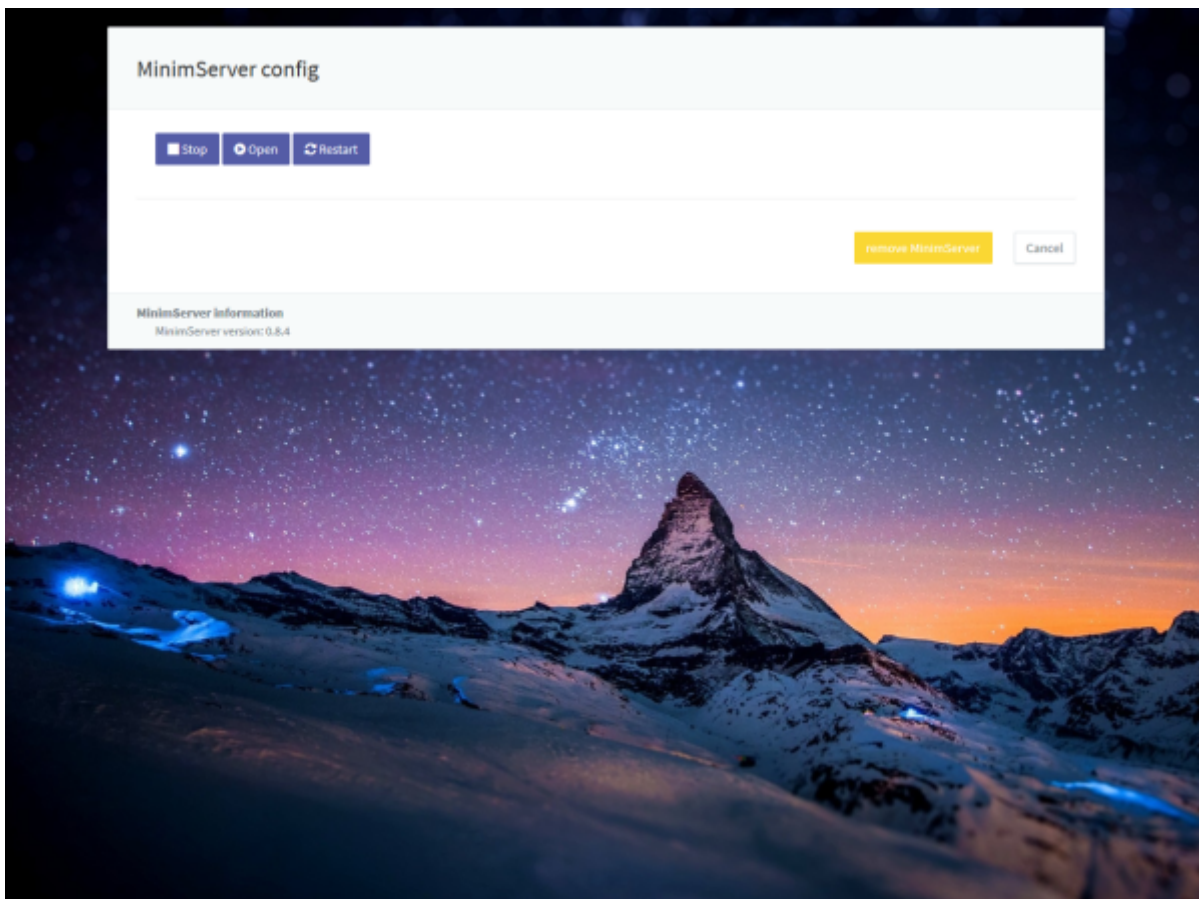 MinimServer config
Stop Open Restart
remove MinimServer Cancel
MinimServer information
MinimServer version: 0.8.4